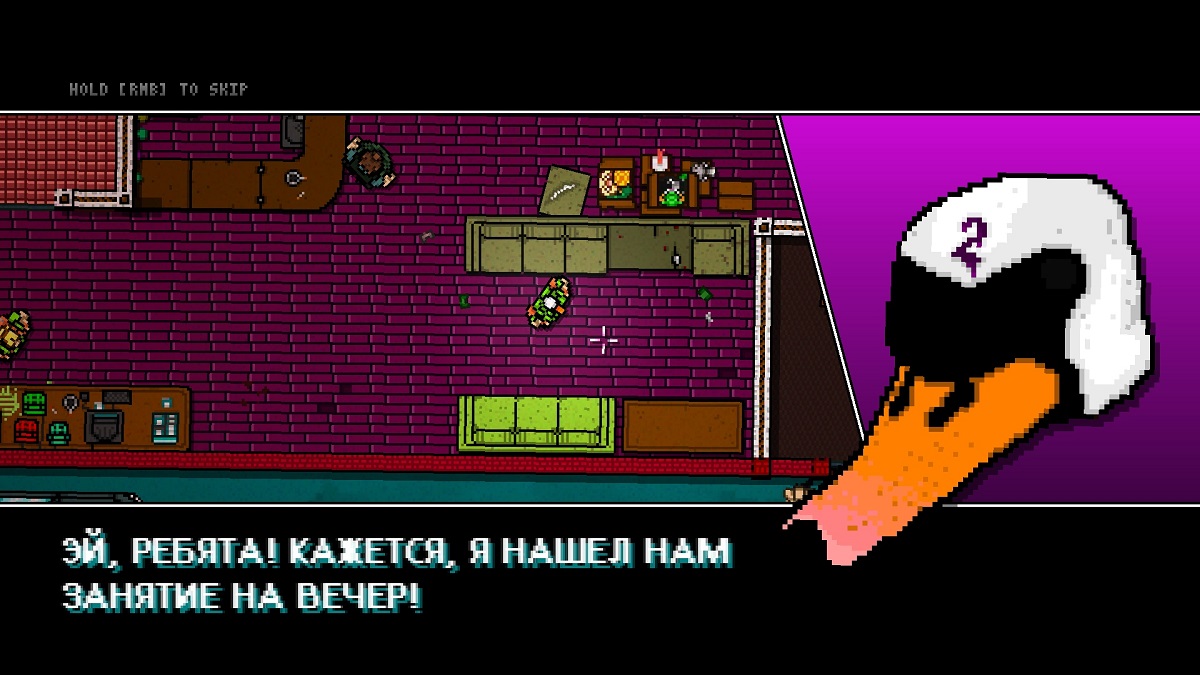 HOLD [RMB] TO SKIP
ЭЙ, РЕБЯТА! КАЖЕТСЯ, Я НАШЕЛ НАМ
ЗАНЯТИЕ НА ВЕЧЕР!